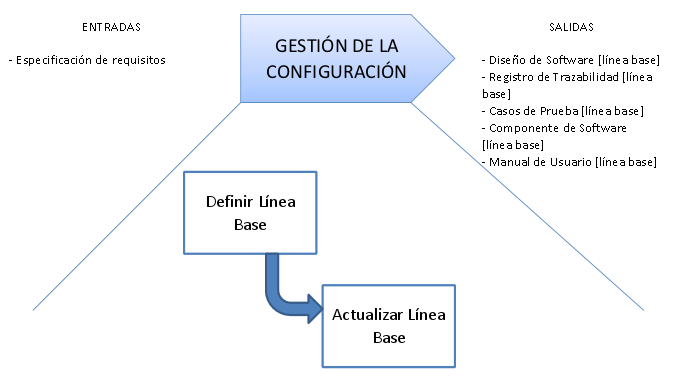 ENTRADAS
- Especificación de requisitos
GESTIÓN DE LA
CONFIGURACIÓN
SALIDAS
- Diseño de Software [línea base]
- Registro de Trazabilidad [línea
base]
- Casos de Prueba [línea base]
- Componente de Software
[línea base]
- Manual de Usuario [línea base]
Definir Línea
Base
Actualizar Línea
Base